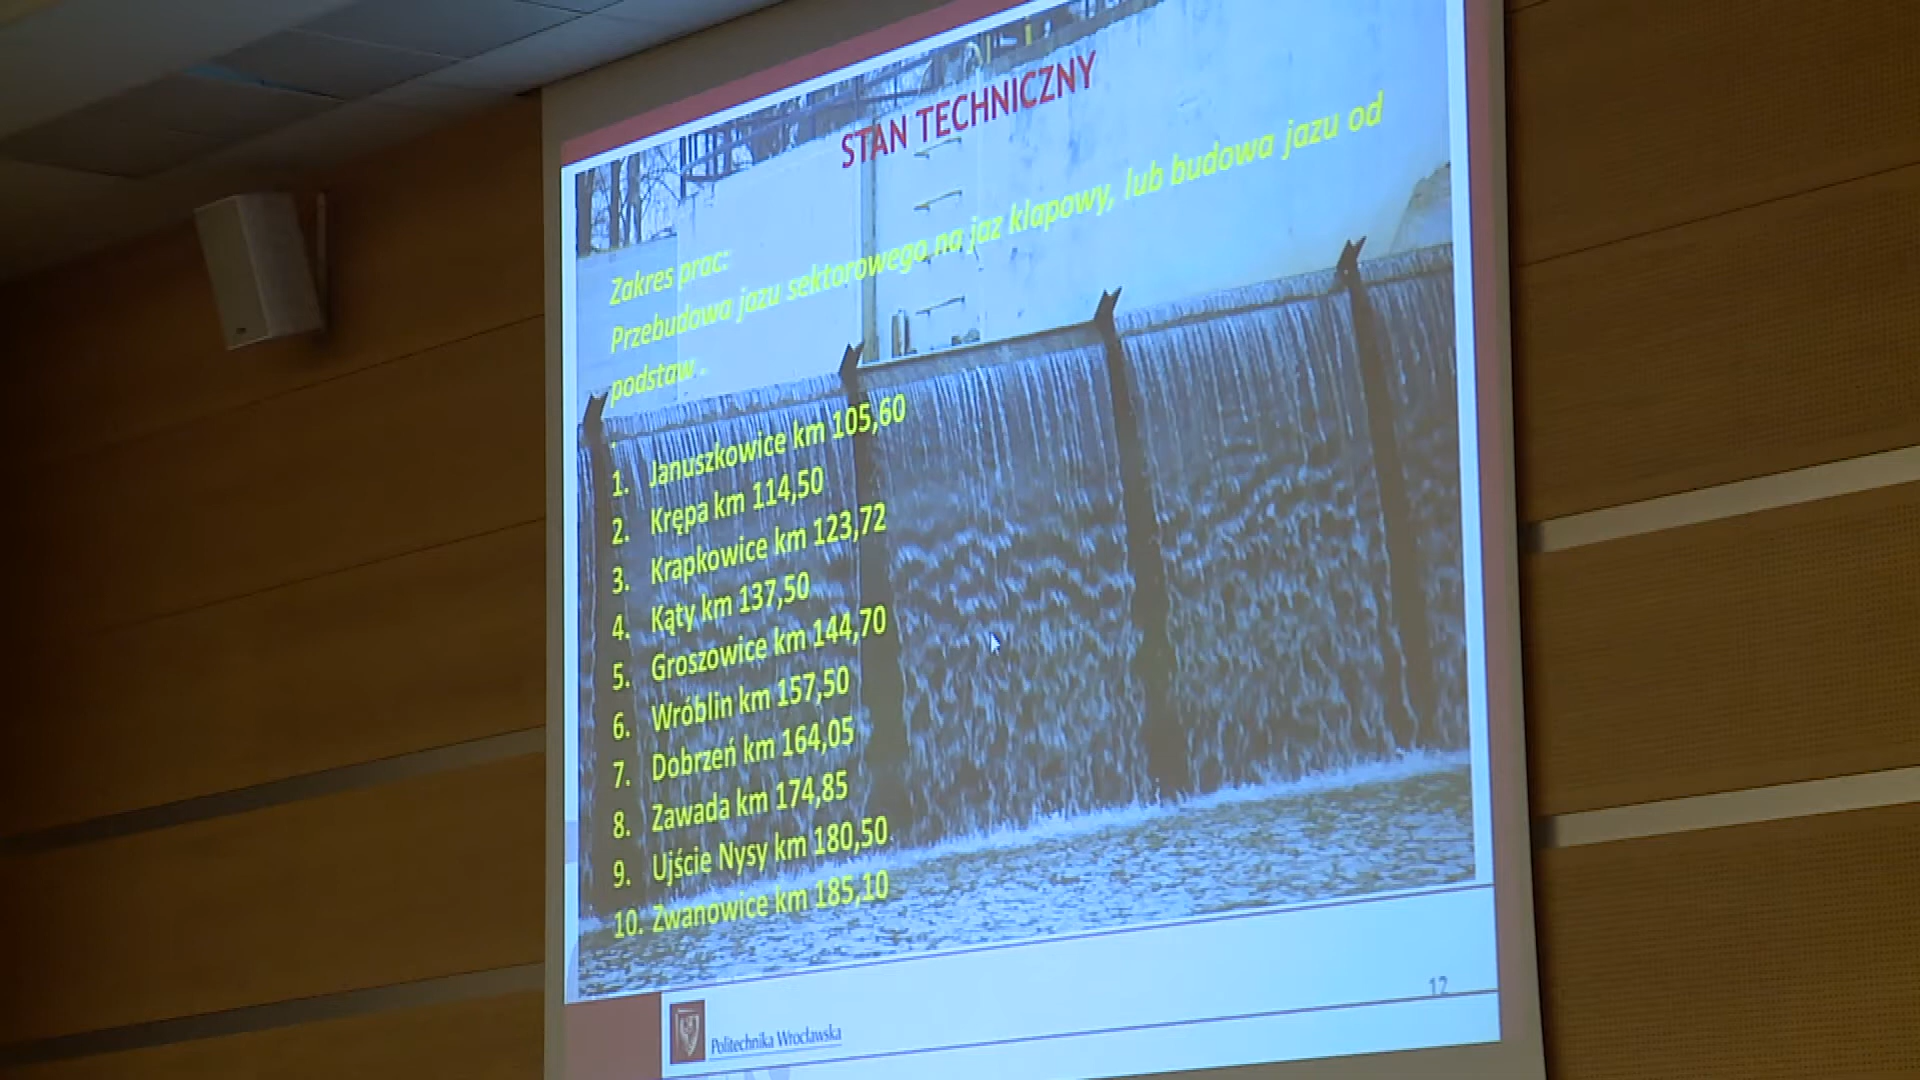 STAN TECHNICZNY
Zakres prac:
Przebudowa jazu sektorowego na jaz klapowy, lub budowa jazu od
podstaw .
.
1. Januszkowice km 105,60
2. Krępa km 114,50
3. Krapkowice km 123,72
4. Kąty km 137,50
5. Groszowice km 144,70
6. Wróblin km 157,50
7. Dobrzeń km 164,05
8. Zawada km 174,85
9. Ujście Nysy km 180,50
10. Zwanowice km 185,10
12
Politechnika Wrocławska